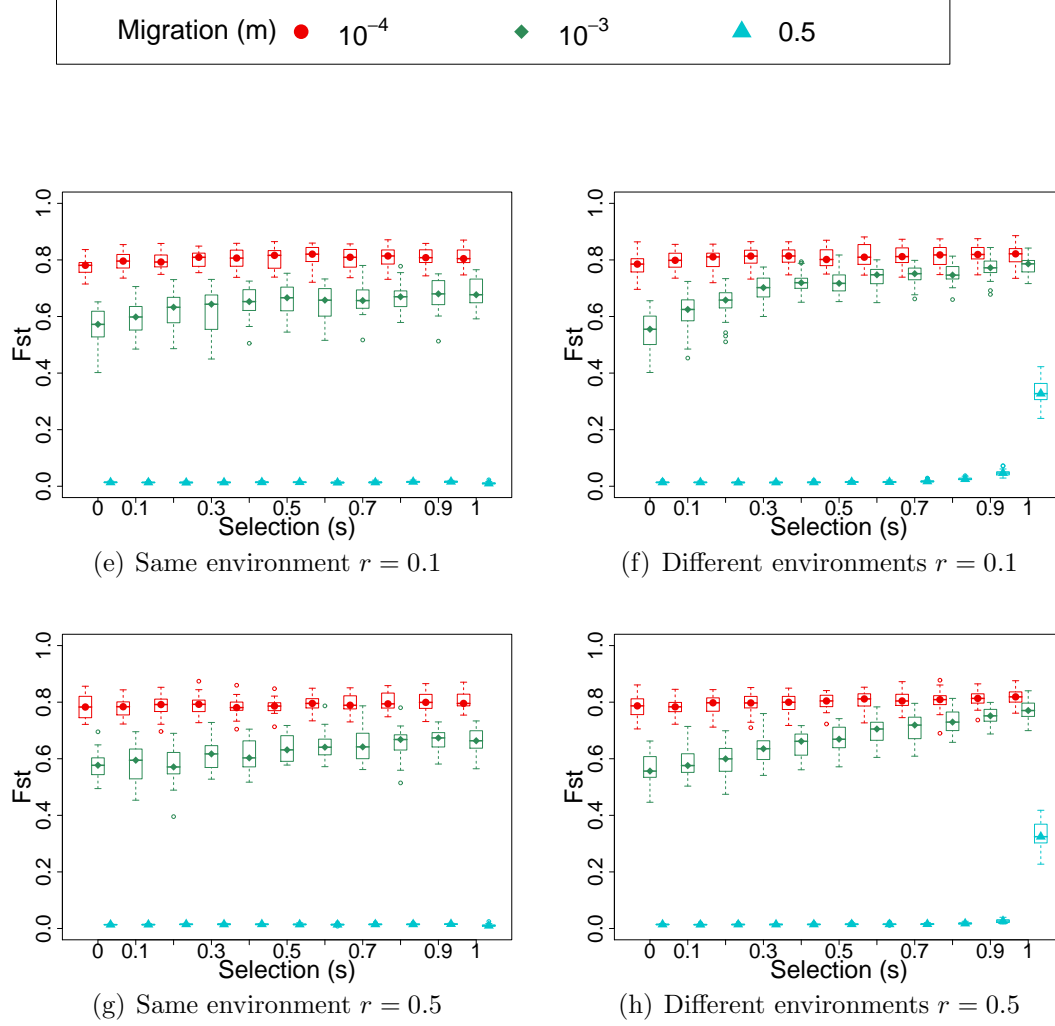 Migration (m) 10⁻⁴ 10⁻³ 0.5
Fst
1.0
0.8
0.6
0.4
0.2
0.0
0 0.1 0.3 0.5 0.7 0.9 1
Selection (s)
(e) Same environment r = 0.1
Fst
1.0
0.8
0.6
0.4
0.2
0.0
0 0.1 0.3 0.5 0.7 0.9 1
Selection (s)
(f) Different environments r = 0.1
Fst
1.0
0.8
0.6
0.4
0.2
0.0
0 0.1 0.3 0.5 0.7 0.9 1
Selection (s)
(g) Same environment r = 0.5
Fst
1.0
0.8
0.6
0.4
0.2
0.0
0 0.1 0.3 0.5 0.7 0.9 1
Selection (s)
(h) Different environments r = 0.5